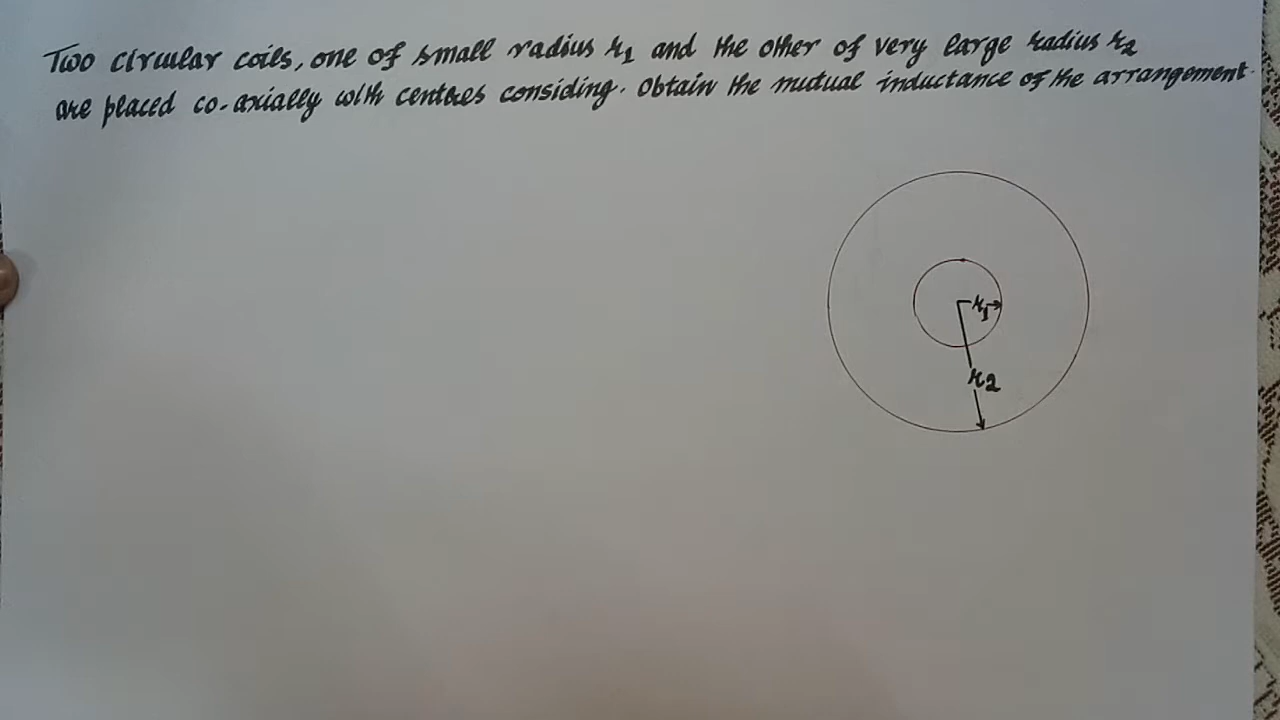 Two circular coils, one of small radius r1 and the other of very large radius r2
are placed co-axially with centres considing. Obtain the mutual inductance of the arrangement.
r1
r2